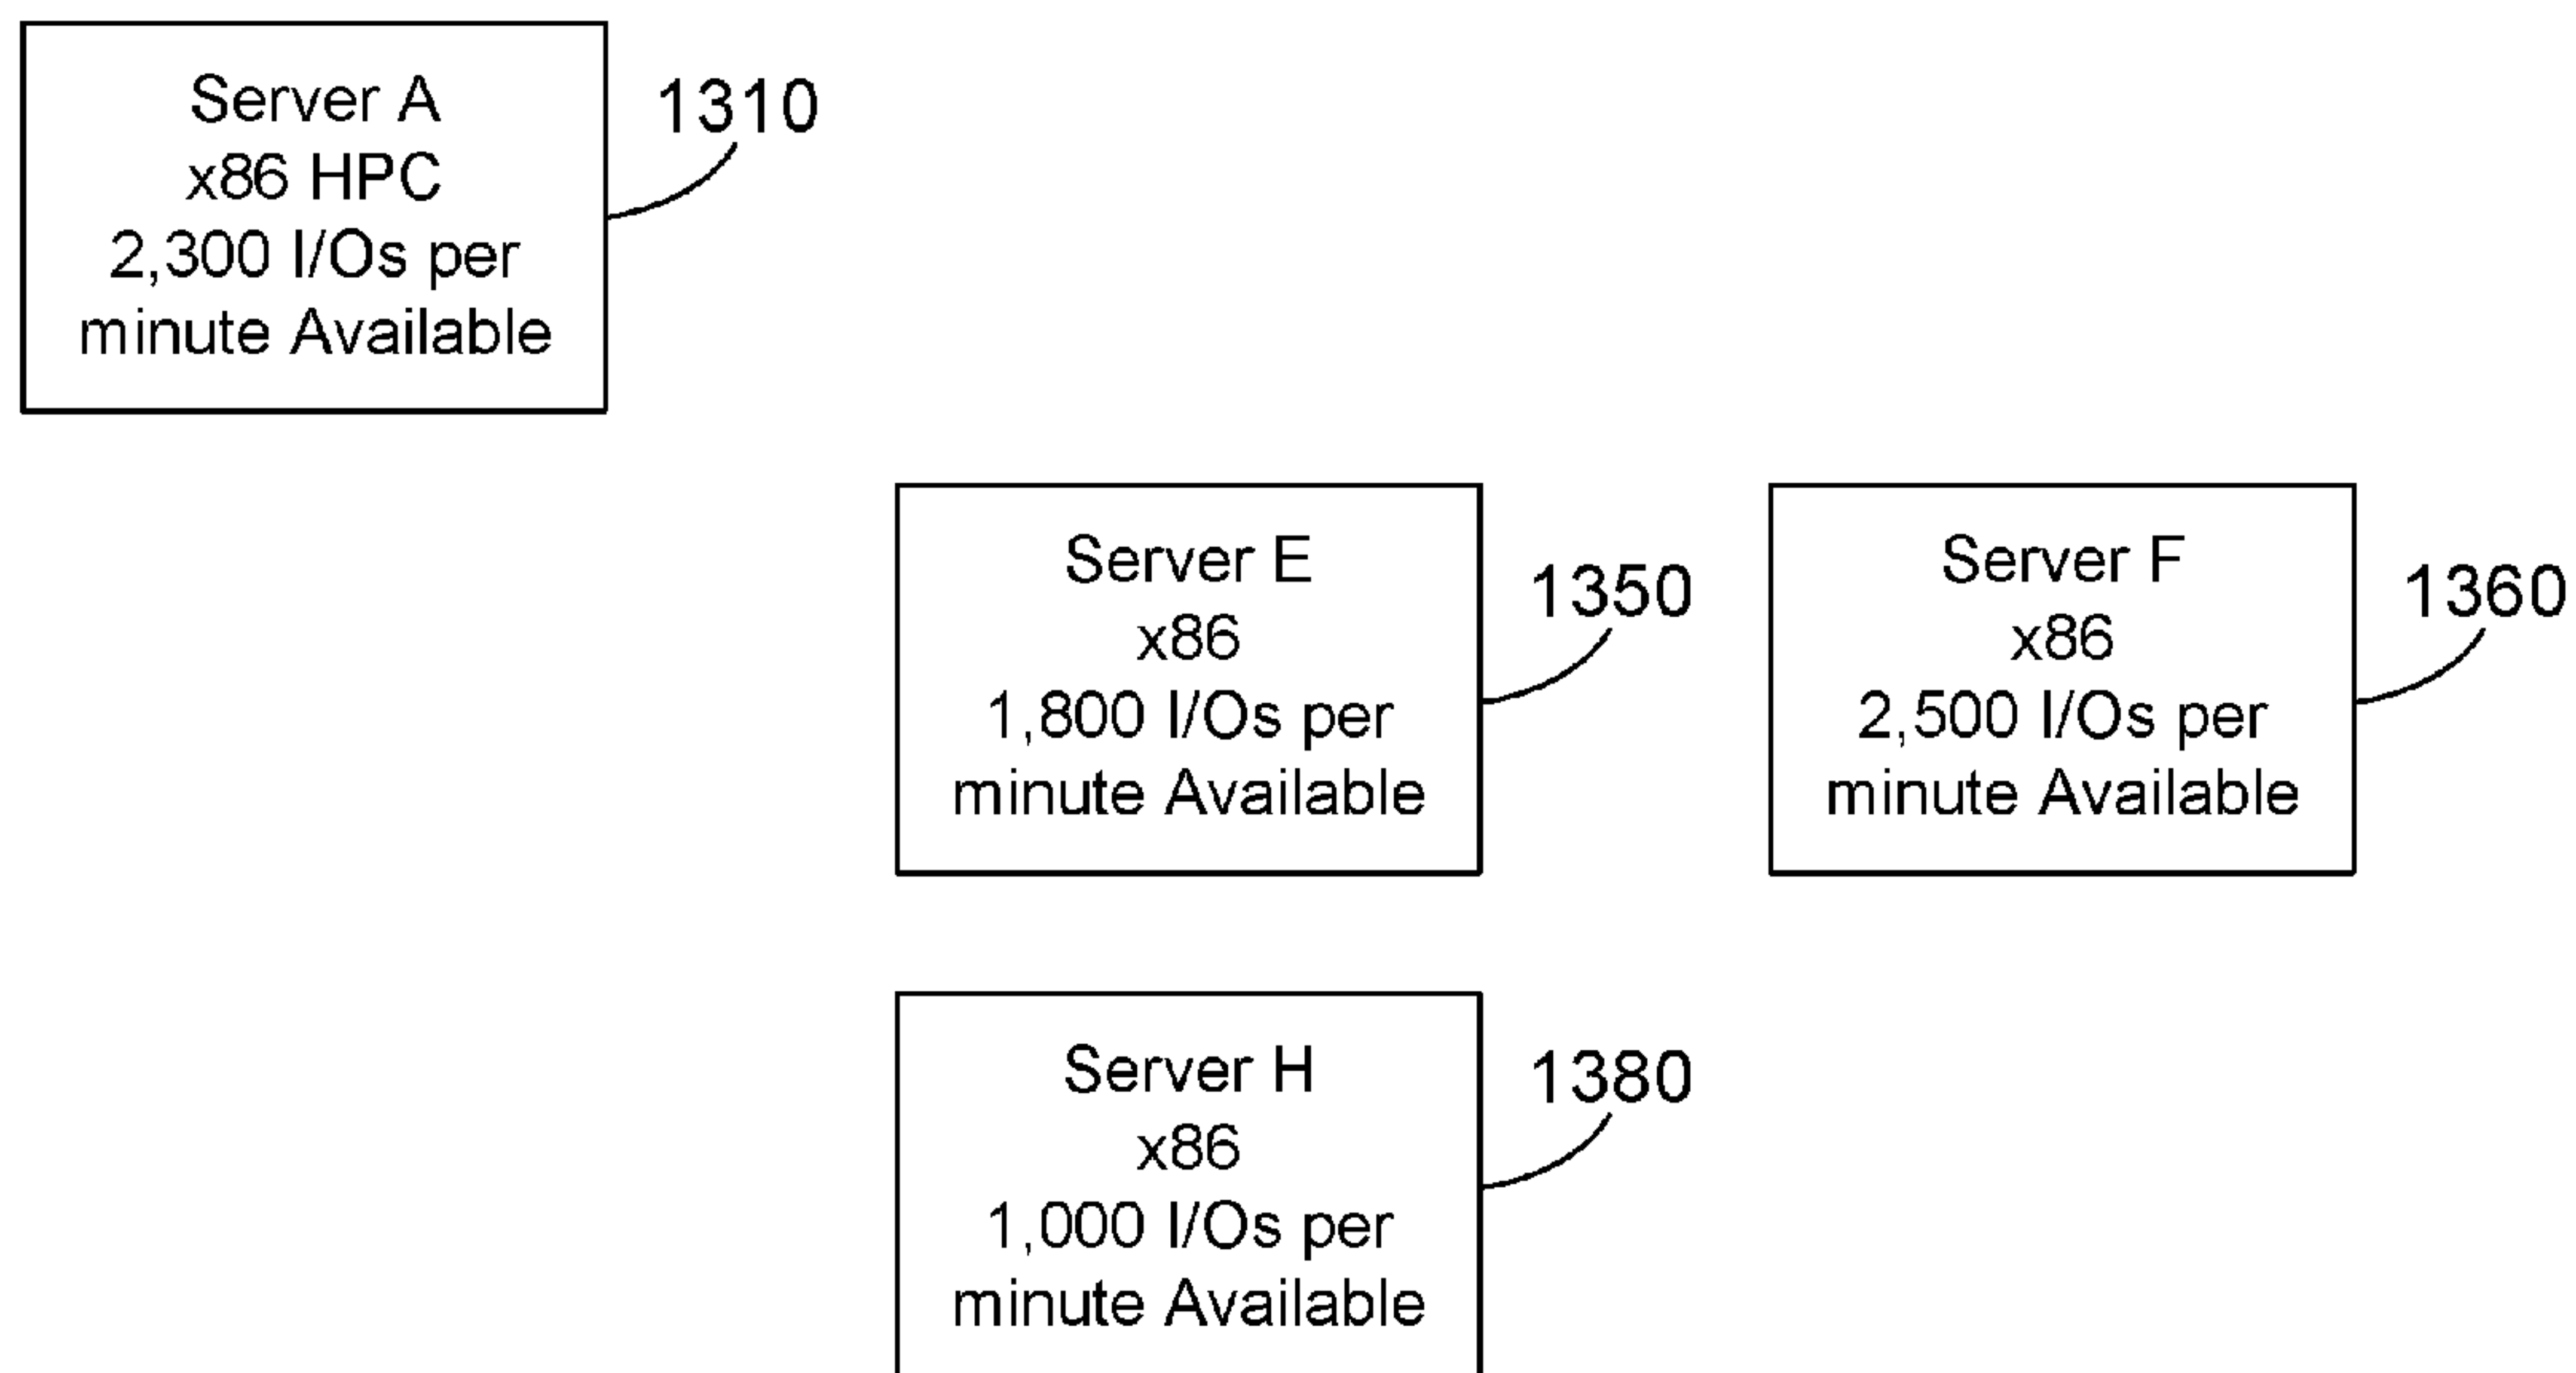 Server A
x86 HPC
2,300 I/Os per
minute Available
1310
Server E
x86
1,800 I/Os per
minute Available
1350
Server F
x86
2,500 I/Os per
minute Available
1360
Server H
x86
1,000 I/Os per
minute Available
1380